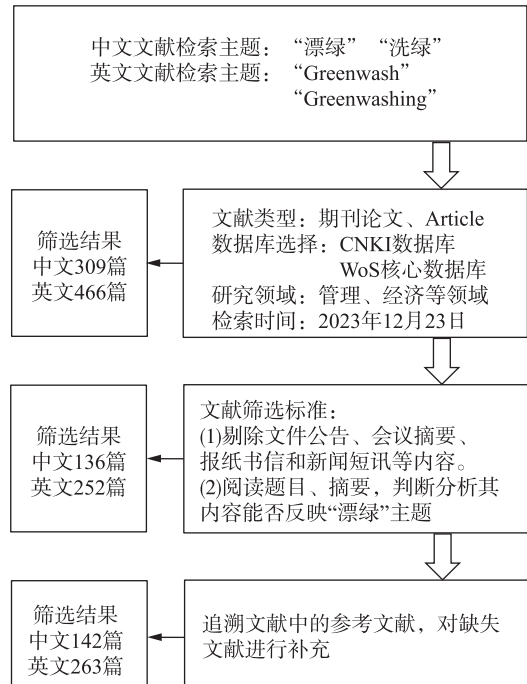 中文文献检索主题：“漂绿”“洗绿”
英文文献检索主题：“Greenwash”
“Greenwashing”
筛选结果
中文309篇
英文466篇
文献类型：期刊论文、Article
数据库选择：CNKI数据库
WoS核心数据库
研究领域：管理、经济等领域
检索时间：2023年12月23日
筛选结果
中文136篇
英文252篇
文献筛选标准：
(1)剔除文件公告、会议摘要、
报纸书信和新闻短讯等内容。
(2)阅读题目、摘要，判断分析其
内容能否反映“漂绿”主题
筛选结果
中文142篇
英文263篇
追溯文献中的参考文献，对缺失
文献进行补充